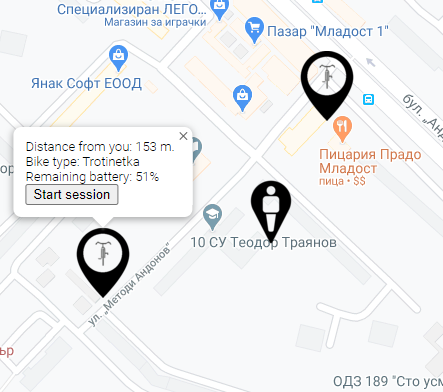 Специализиран ЛЕГО...
Магазин за играчки
Пазар "Младост 1"
Янак Софт ЕООД
бул. „Анд
Distance from you: 153 m.
Bike type: Trotinetka
Remaining battery: 51%
Start session
Пицария Прадо
Младост
пица • $$
10 СУ Теодор Траянов
ул. „Методи Андонов"
ър
ОДЗ 189 "Сто усм